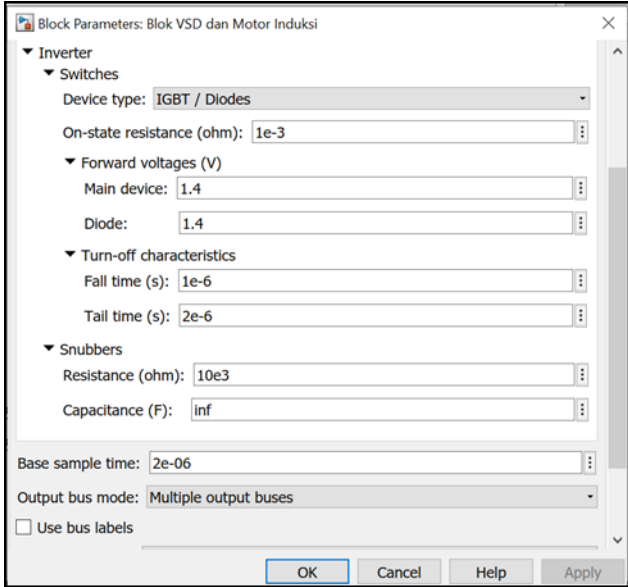 Block Parameters: Blok VSD dan Motor Induksi
Inverter
Switches
Device type: IGBT / Diodes
On-state resistance (ohm): 1e-3
Forward voltages (V)
Main device: 1.4
Diode: 1.4
Turn-off characteristics
Fall time (s): 1e-6
Tail time (s): 2e-6
Snubbers
Resistance (ohm): 10e3
Capacitance (F): inf
Base sample time: 2e-06
Output bus mode: Multiple output buses
Use bus labels
OK Cancel Help Apply